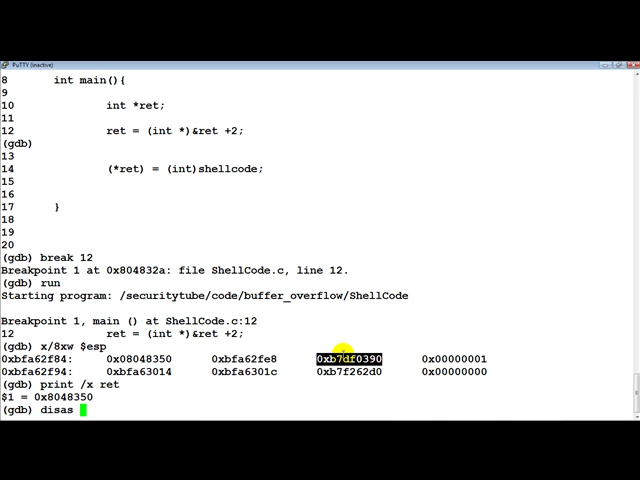 PuTTY (inactive)
8 int main(){
9
10 int *ret;
11
12 ret = (int *)&ret +2;
(gdb)
13
14 (*ret) = (int)shellcode;
15
16
17 }
18
19
20
(gdb) break 12
Breakpoint 1 at 0x804832a: file ShellCode.c, line 12.
(gdb) run
Starting program: /securitytube/code/buffer_overflow/ShellCode
Breakpoint 1, main () at ShellCode.c:12
12 ret = (int *)&ret +2;
(gdb) x/8xw $esp
0xbfa62f84: 0x08048350 0xbfa62fe8 0xb7df0390 0x00000001
0xbfa62f94: 0xbfa63014 0xbfa6301c 0xb7f262d0 0x00000000
(gdb) print /x ret
$1 = 0x8048350
(gdb) disas